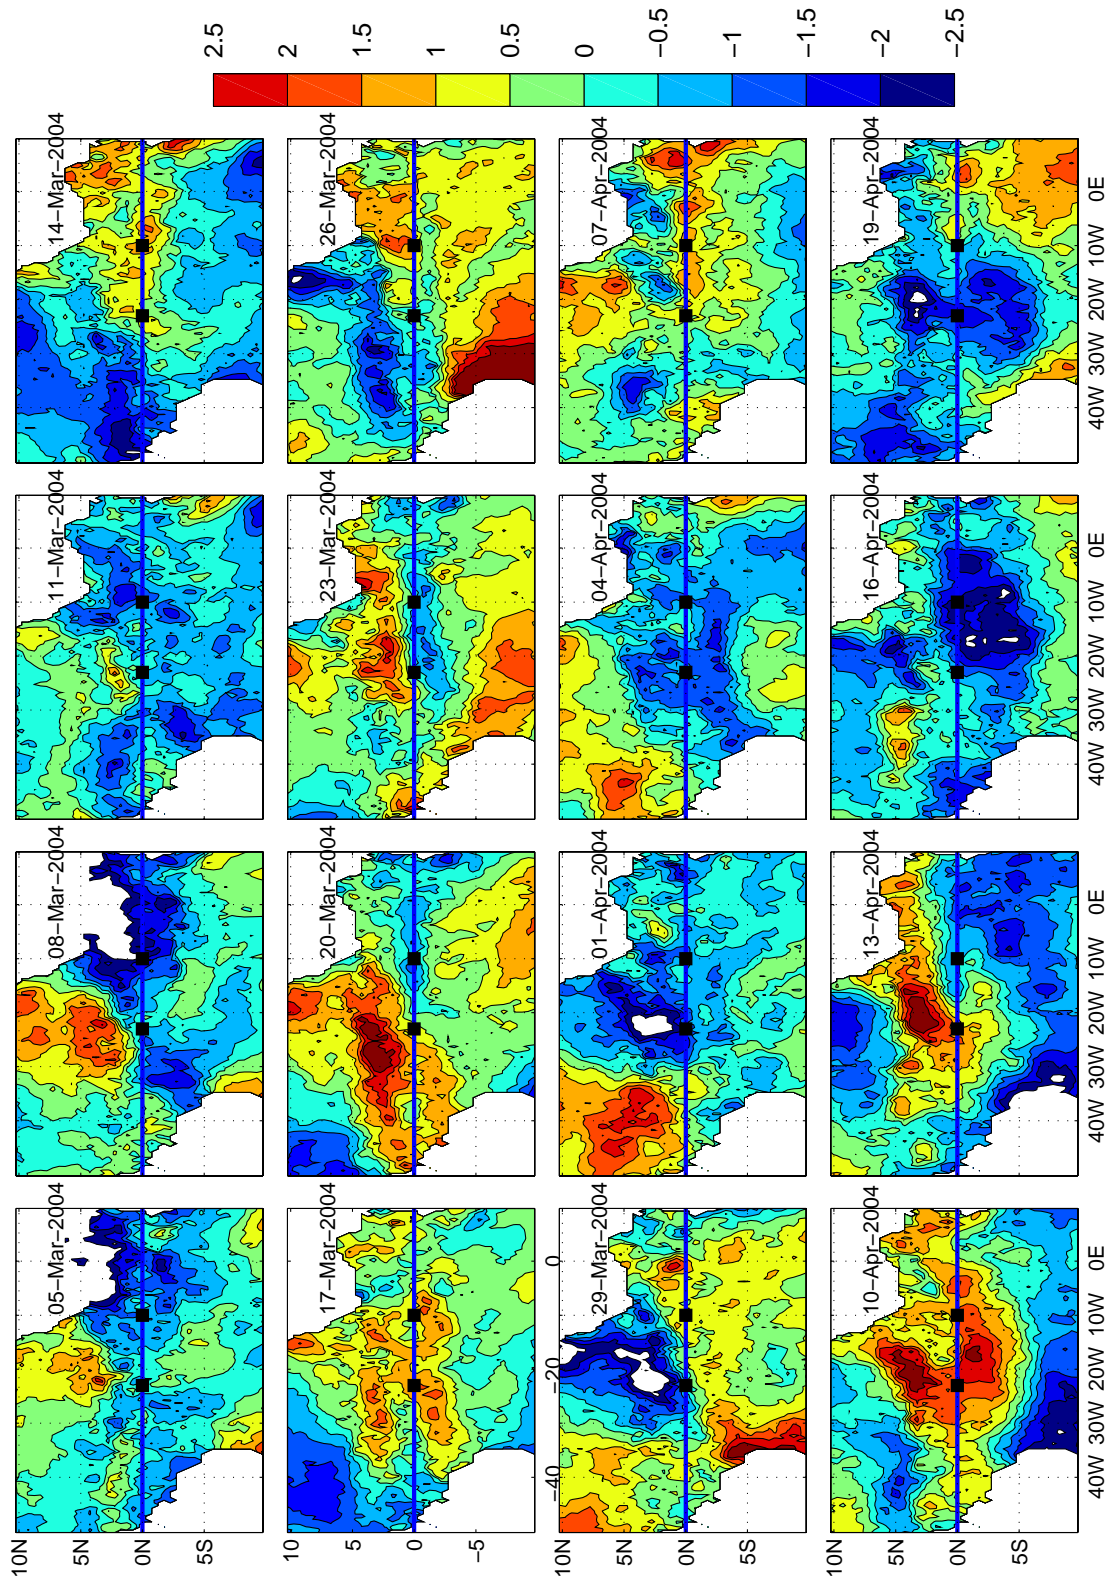 05−Mar−2004
08−Mar−2004
11−Mar−2004
14−Mar−2004
10N
5N
0N
5S
17−Mar−2004
20−Mar−2004
23−Mar−2004
26−Mar−2004
10
5
0
−5
29−Mar−2004
01−Apr−2004
04−Apr−2004
07−Apr−2004
10N
5N
0N
5S
−40
−20
0
10−Apr−2004
13−Apr−2004
16−Apr−2004
19−Apr−2004
10N
5N
0N
5S
40W 30W 20W 10W 0E
40W 30W 20W 10W 0E
40W 30W 20W 10W 0E
40W 30W 20W 10W 0E
2.5
2
1.5
1
0.5
0
−0.5
−1
−1.5
−2
−2.5